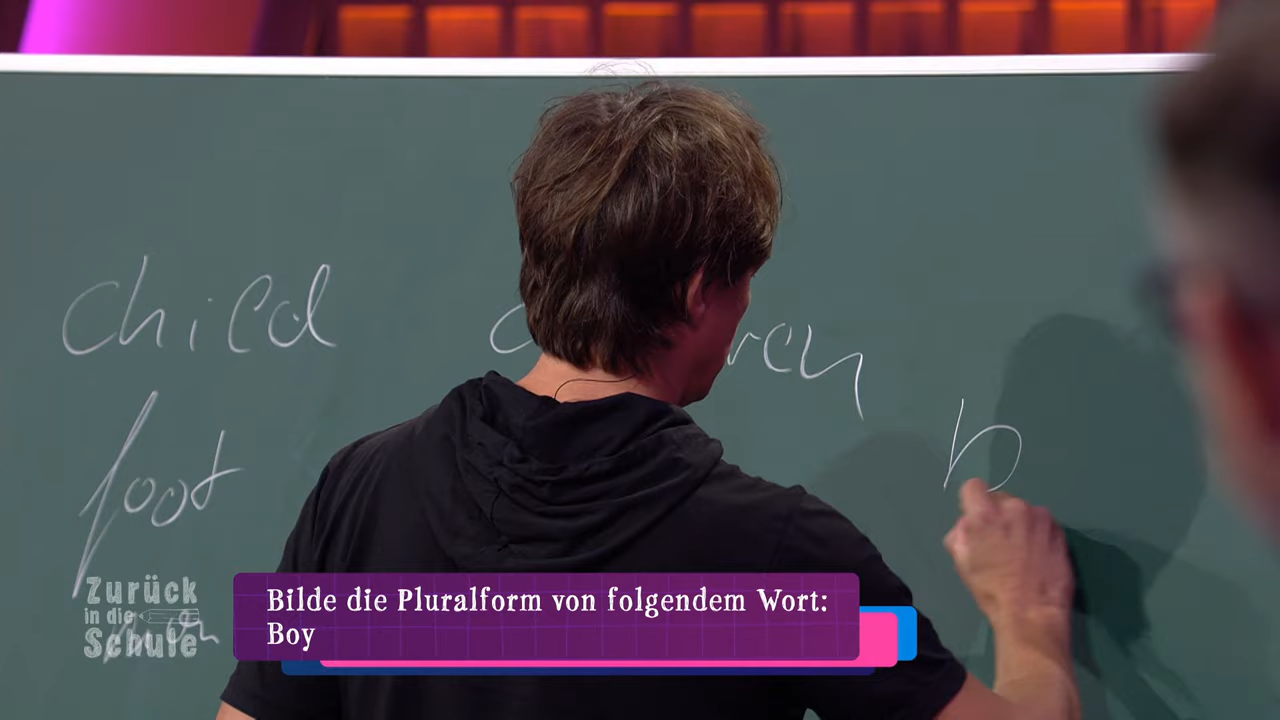 child
foot
b
Zurück
in die
Schule
Bilde die Pluralform von folgendem Wort:
Boy